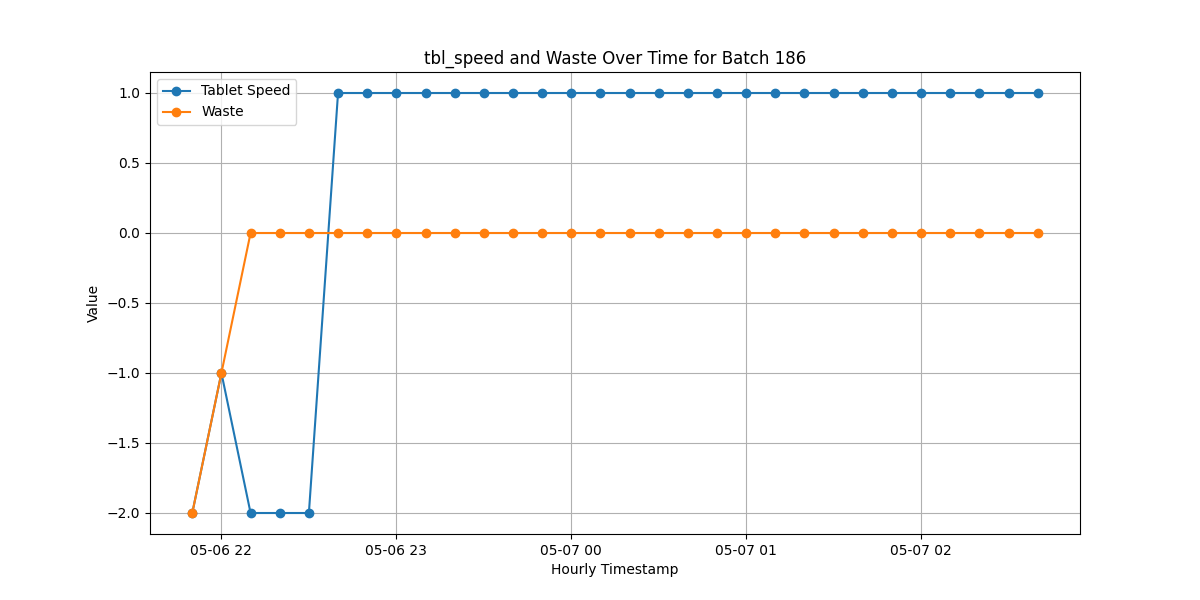 tbl_speed and Waste Over Time for Batch 186
Tablet Speed
Waste
1.0
0.5
0.0
−0.5
−1.0
−1.5
−2.0
Value
05-06 22
05-06 23
05-07 00
05-07 01
05-07 02
Hourly Timestamp